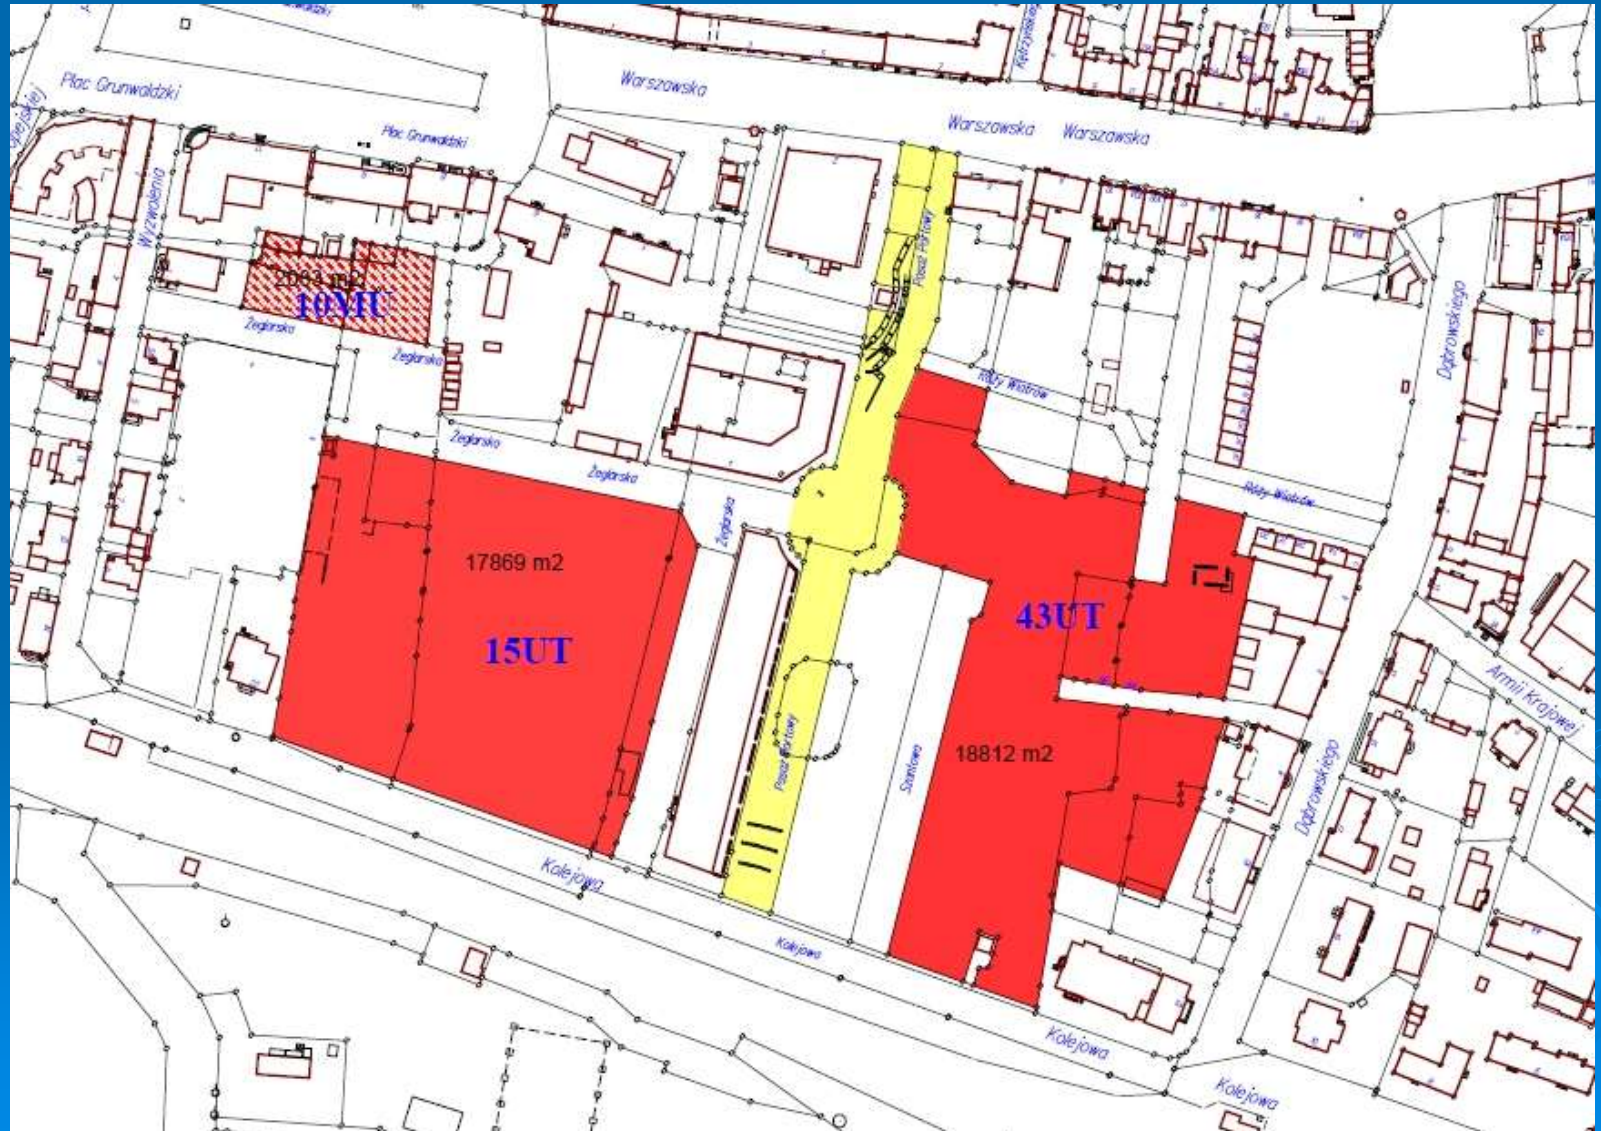 Plac Grunwaldzki
Warszawska
Plac Grunwaldzki
Warszawska Warszawska
Wyzwolenia
Pasaż Portowy
10MU
Żeglarska
Żeglarska
Dąbrowskiego
Róży Wiatrów
Żeglarska
Żeglarska
Róży Wiatrów
Żeglarska
17869 m2
43UT
15UT
Armii Krajowej
Pasaż Portowy
Szantowa
18812 m2
Dąbrowskiego
Kolejowa
Kolejowa
Kolejowa
Kolejowa